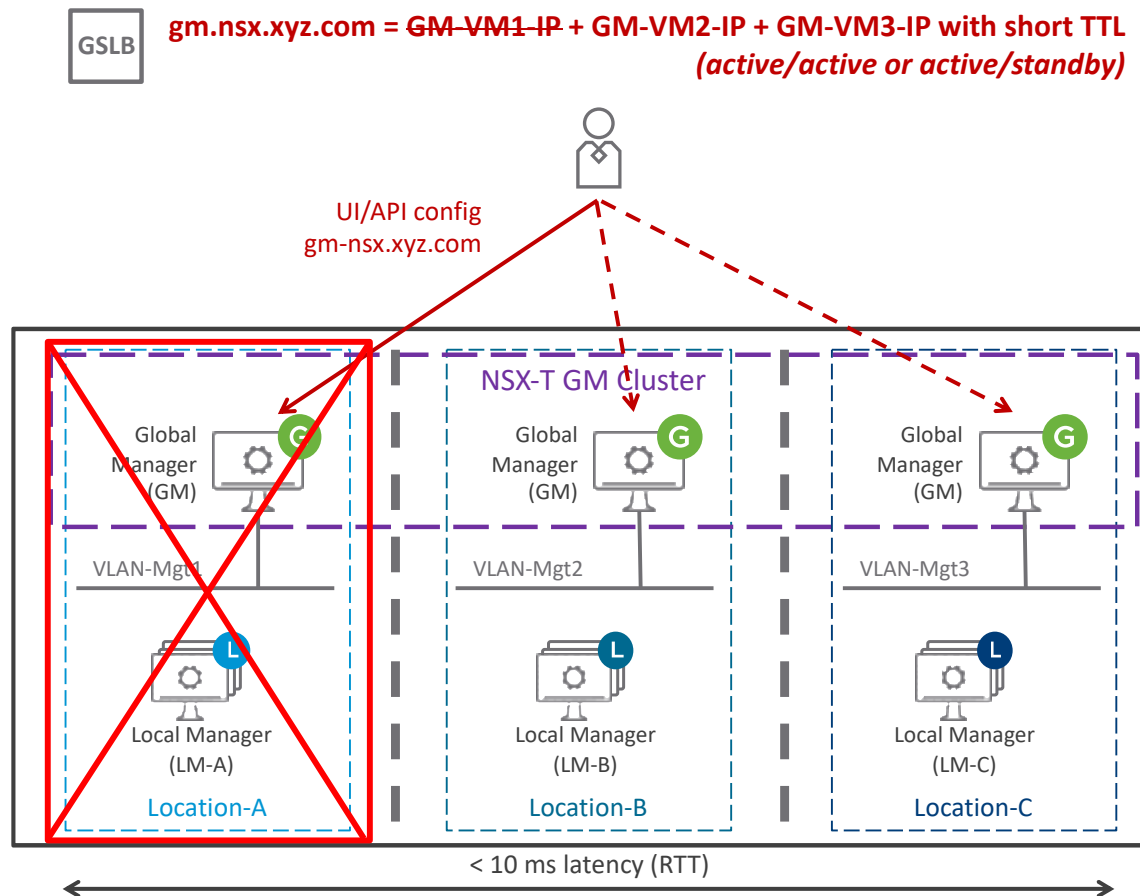 GSLB
gm.nsx.xyz.com = GM-VM1-IP + GM-VM2-IP + GM-VM3-IP with short TTL
(active/active or active/standby)
UI/API config
gm-nsx.xyz.com
NSX-T GM Cluster
Global
Manager
(GM)
G
Global
Manager
(GM)
G
Global
Manager
(GM)
G
VLAN-Mgt1
VLAN-Mgt2
VLAN-Mgt3
L
Local Manager
(LM-A)
Location-A
L
Local Manager
(LM-B)
Location-B
L
Local Manager
(LM-C)
Location-C
< 10 ms latency (RTT)